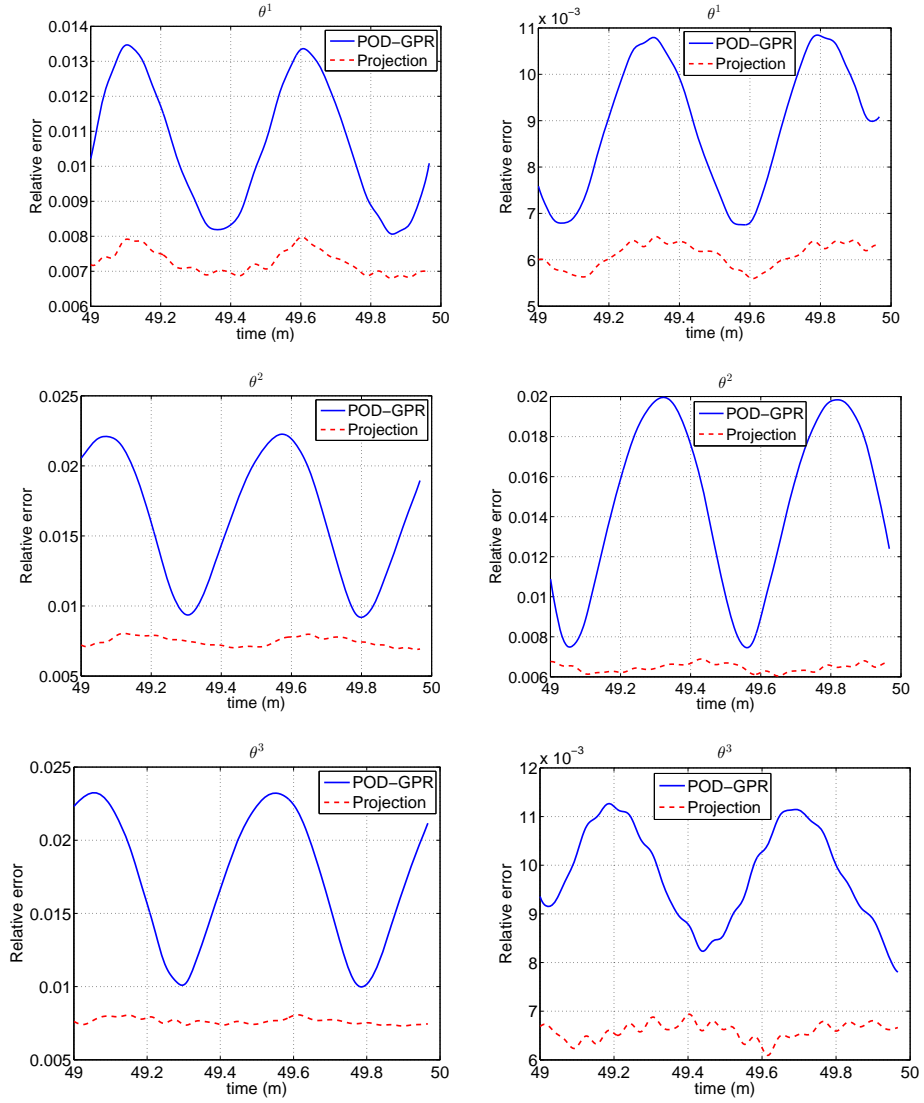 θ¹
0.014
0.013
0.012
0.011
0.01
0.009
0.008
0.007
0.006
Relative error
POD−GPR
Projection
49 49.2 49.4 49.6 49.8 50
time (m)
θ¹
x 10⁻³
11
10
9
8
7
6
5
Relative error
POD−GPR
Projection
49 49.2 49.4 49.6 49.8 50
time (m)
θ²
0.025
0.02
0.015
0.01
0.005
Relative error
POD−GPR
Projection
49 49.2 49.4 49.6 49.8 50
time (m)
θ²
0.02
0.018
0.016
0.014
0.012
0.01
0.008
0.006
Relative error
POD−GPR
Projection
49 49.2 49.4 49.6 49.8 50
time (m)
θ³
0.025
0.02
0.015
0.01
0.005
Relative error
POD−GPR
Projection
49 49.2 49.4 49.6 49.8 50
time (m)
θ³
x 10⁻³
12
11
10
9
8
7
6
Relative error
POD−GPR
Projection
49 49.2 49.4 49.6 49.8 50
time (m)